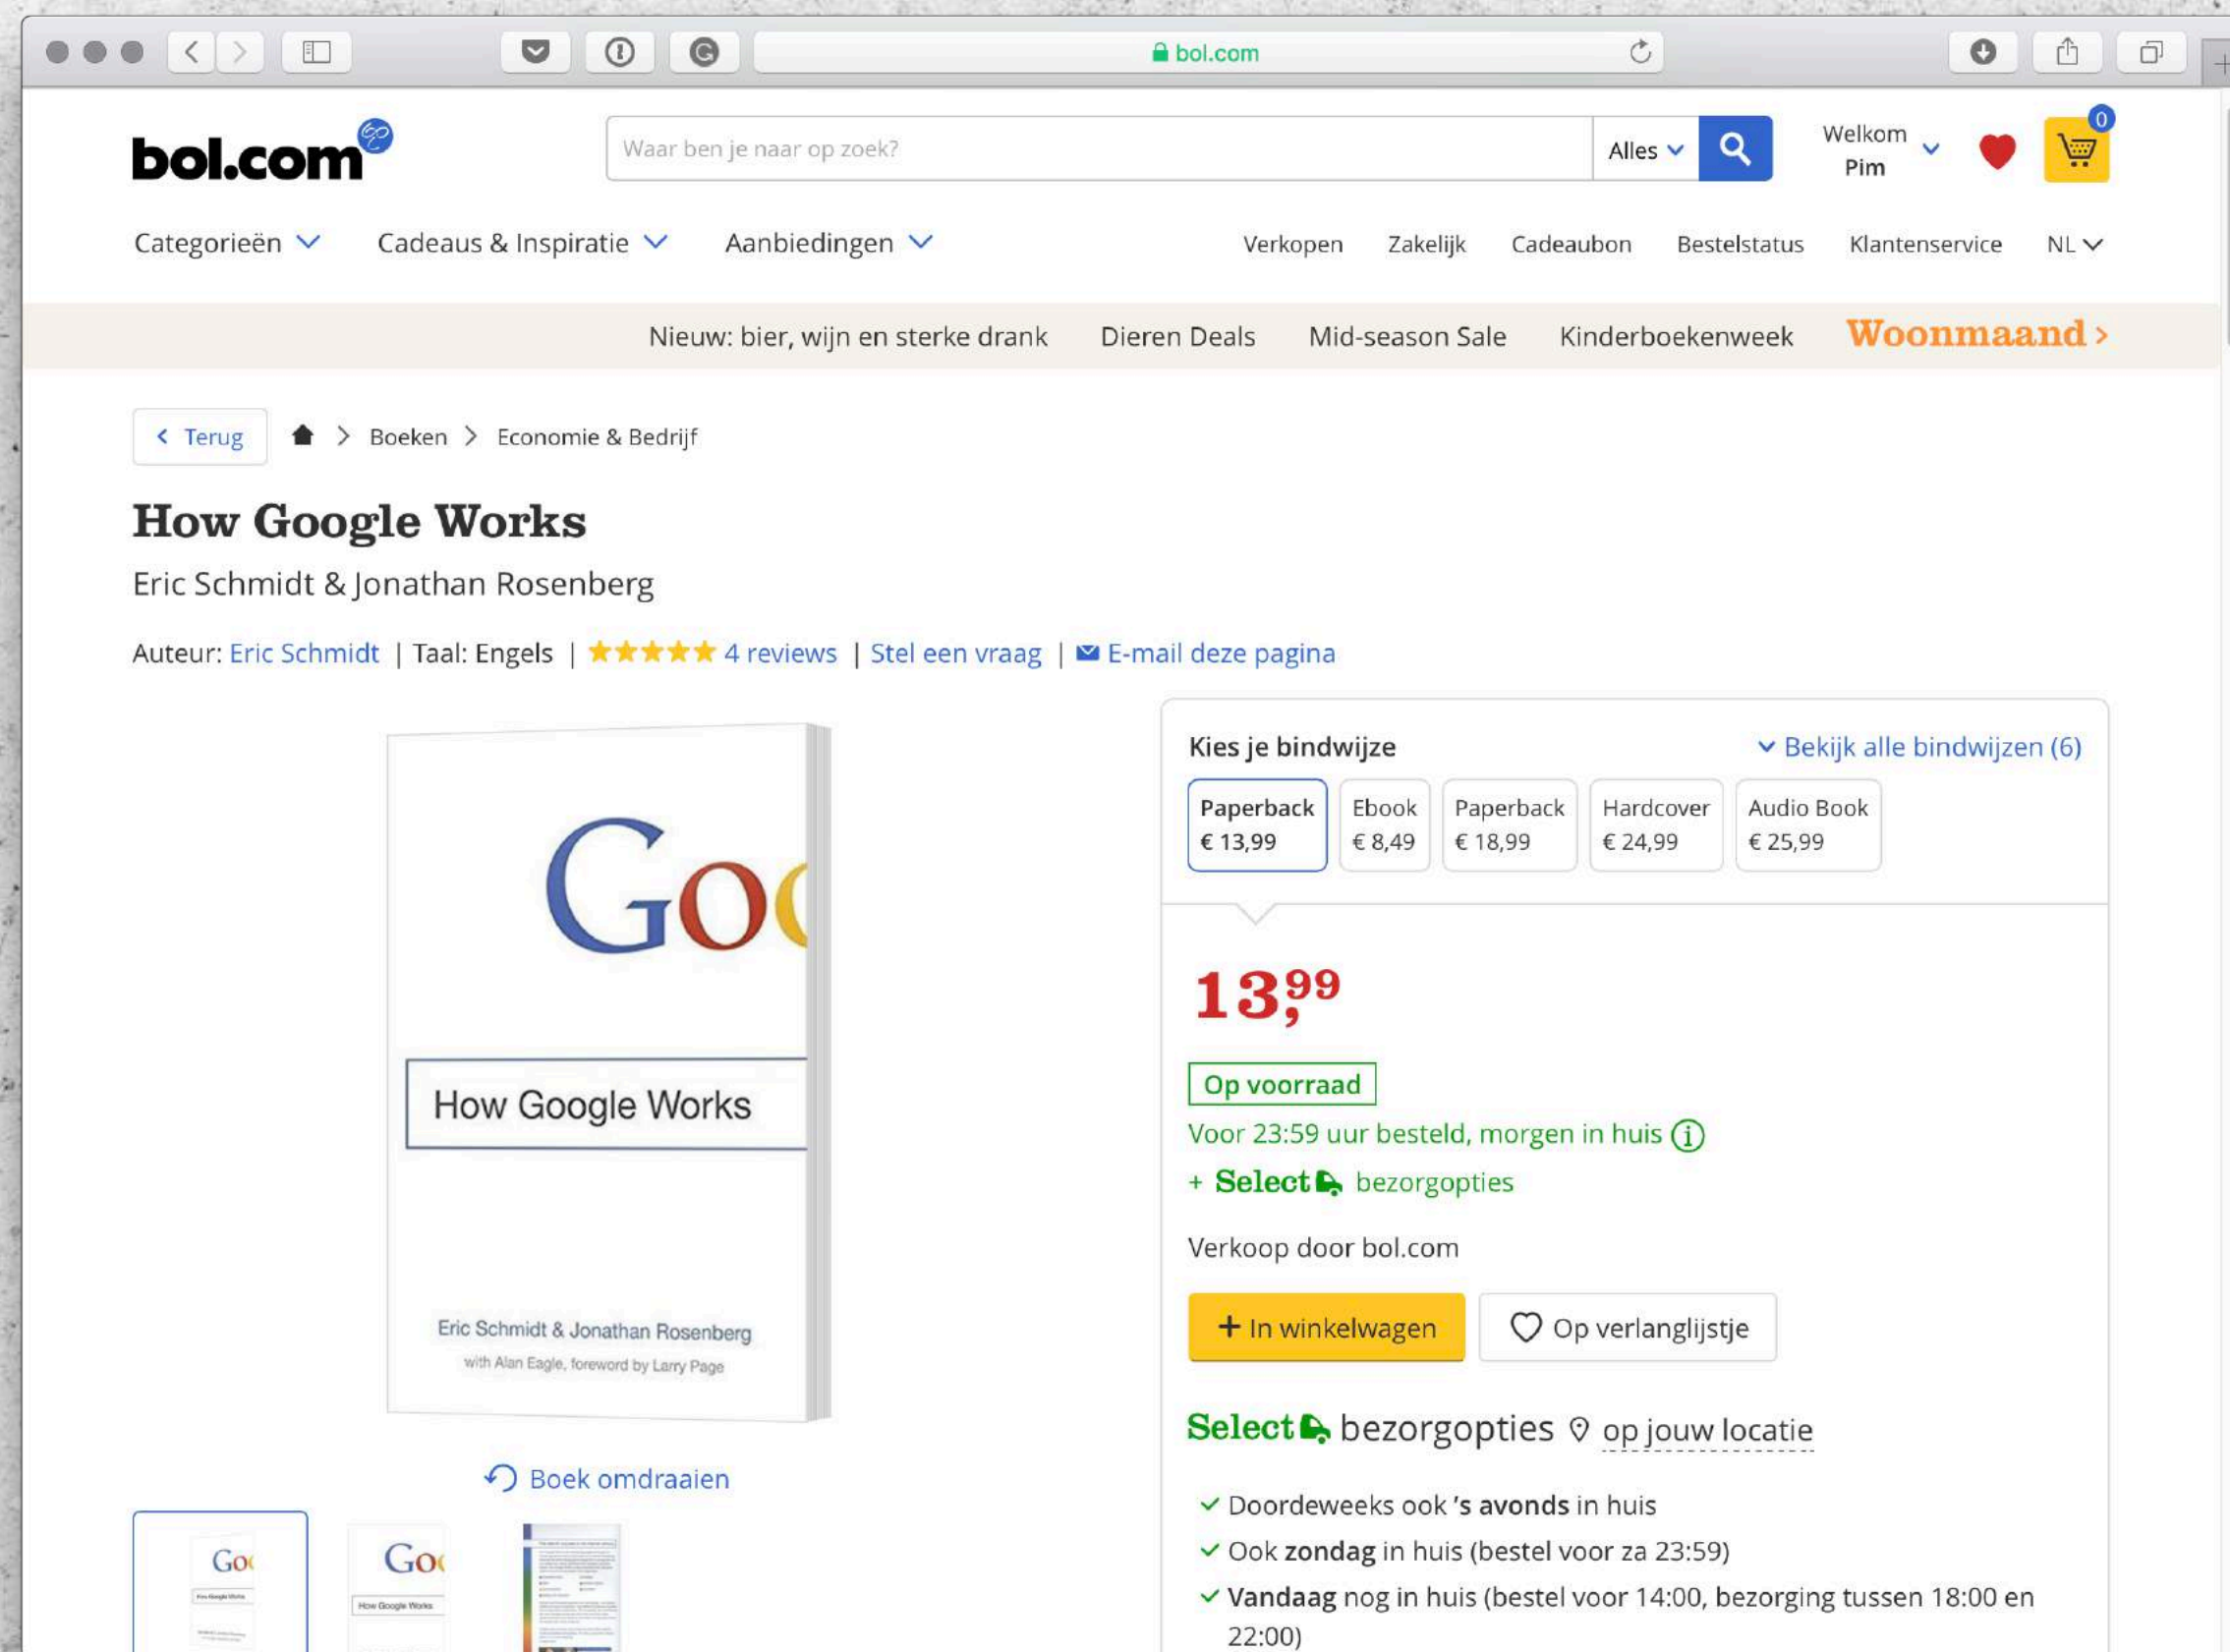 bol.com
bol.com
Waar ben je naar op zoek?
Alles
Welkom
Pim
0
Categorieën
Cadeaus & Inspiratie
Aanbiedingen
Verkopen
Zakelijk
Cadeaubon
Bestelstatus
Klantenservice
NL
Nieuw: bier, wijn en sterke drank
Dieren Deals
Mid-season Sale
Kinderboekenweek
Woonmaand >
Terug
> Boeken > Economie & Bedrijf
How Google Works
Eric Schmidt & Jonathan Rosenberg
Auteur: Eric Schmidt | Taal: Engels | 4 reviews | Stel een vraag | E-mail deze pagina
Goo
How Google Works
Eric Schmidt & Jonathan Rosenberg
with Alan Eagle, foreword by Larry Page
Boek omdraaien
Goo
How Google Works
Goo
How Google Works
Kies je bindwijze
Bekijk alle bindwijzen (6)
Paperback
€ 13,99
Ebook
€ 8,49
Paperback
€ 18,99
Hardcover
€ 24,99
Audio Book
€ 25,99
13,99
Op voorraad
Voor 23:59 uur besteld, morgen in huis i
+ Select bezorgopties
Verkoop door bol.com
+ In winkelwagen
Op verlanglijstje
Select bezorgopties op jouw locatie
Doordeweeks ook 's avonds in huis
Ook zondag in huis (bestel voor za 23:59)
Vandaag nog in huis (bestel voor 14:00, bezorging tussen 18:00 en
22:00)